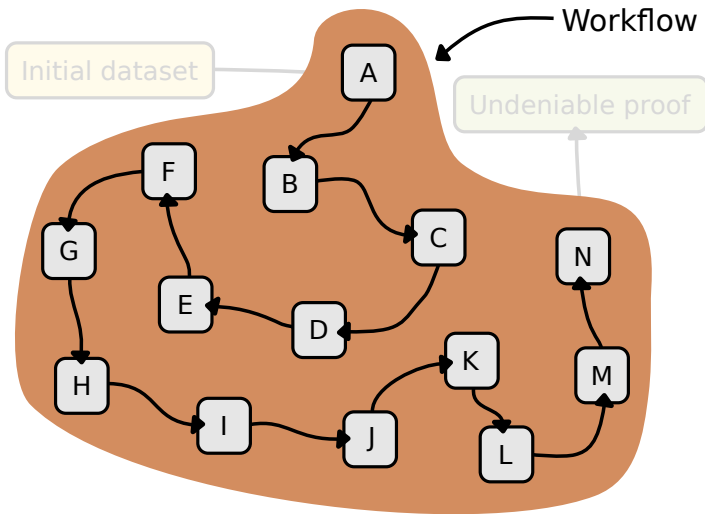 Workflow
Initial dataset
A
Undeniable proof
F
B
C
G
N
E
D
K
M
H
I
J
L